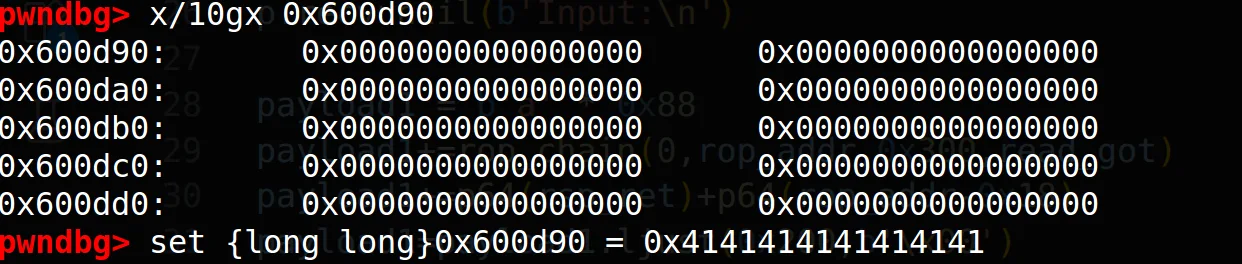 pwndbg> x/10gx 0x600d90
0x600d90: 0x0000000000000000 0x0000000000000000
0x600da0: 0x0000000000000000 0x0000000000000000
0x600db0: 0x0000000000000000 0x0000000000000000
0x600dc0: 0x0000000000000000 0x0000000000000000
0x600dd0: 0x0000000000000000 0x0000000000000000
pwndbg> set {long long}0x600d90 = 0x4141414141414141